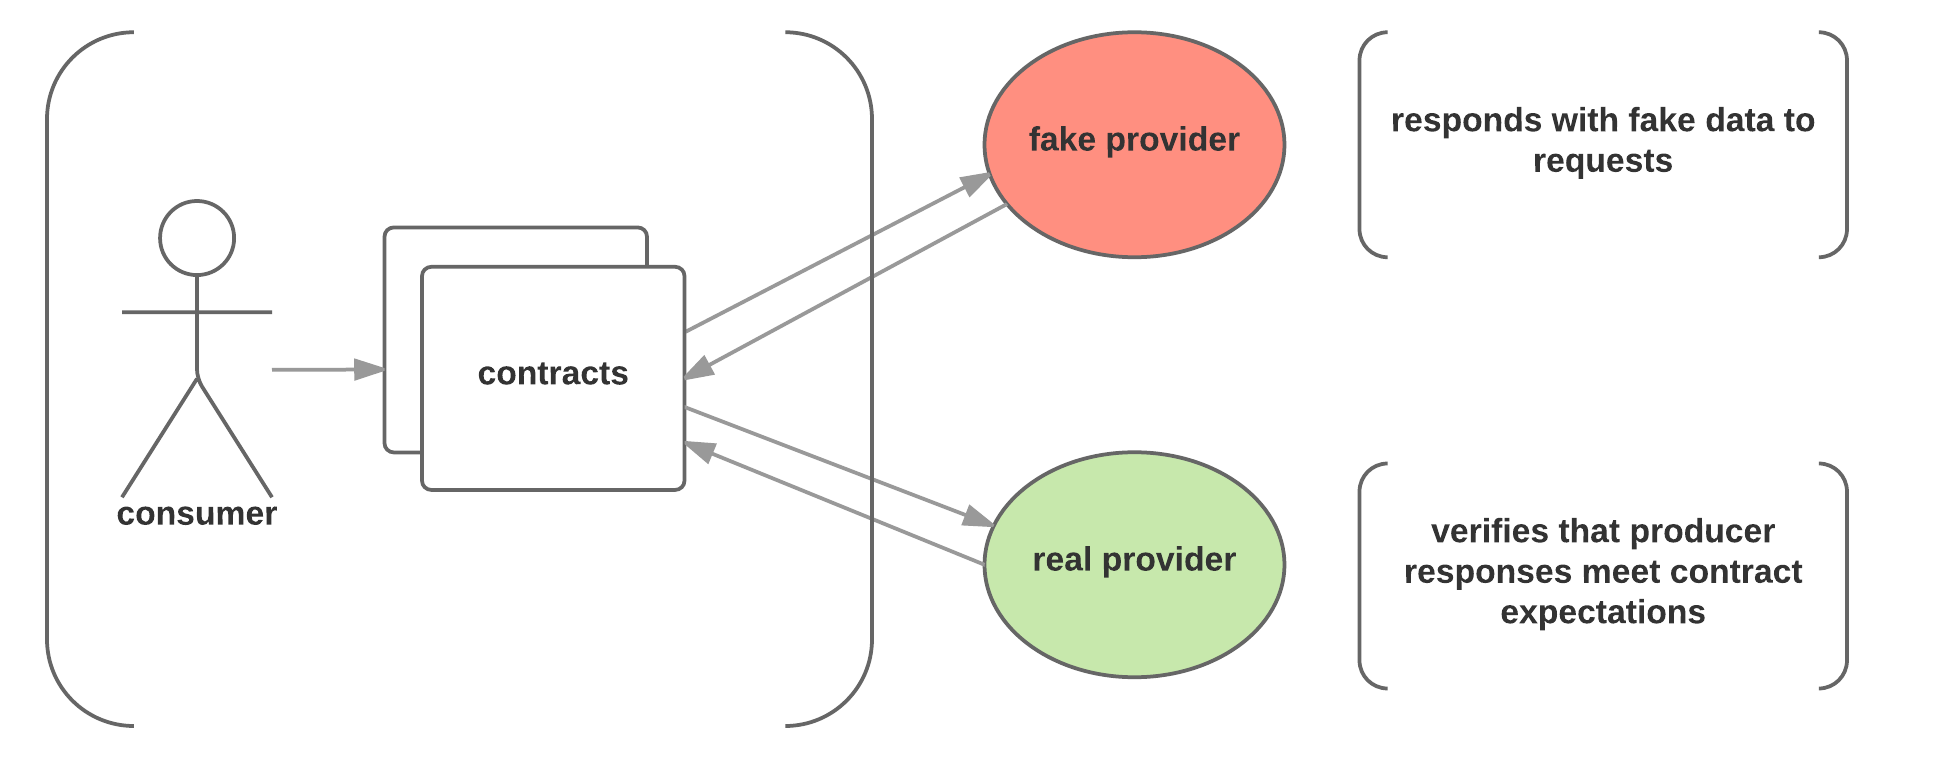 fake provider
responds with fake data to
requests
contracts
consumer
real provider
verifies that producer
responses meet contract
expectations